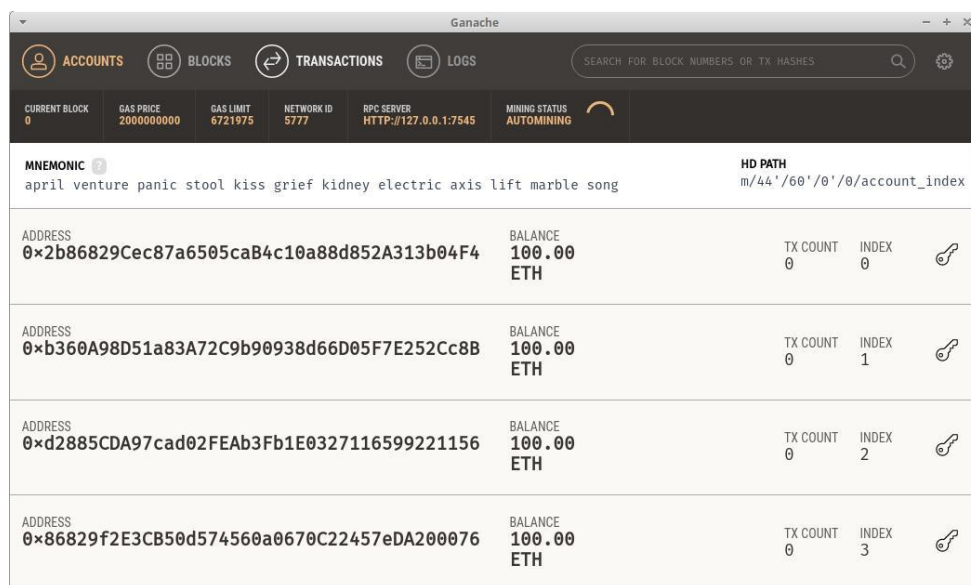 Ganache
ACCOUNTS BLOCKS TRANSACTIONS LOGS SEARCH FOR BLOCK NUMBERS OR TX HASHES
CURRENT BLOCK GAS PRICE GAS LIMIT NETWORK ID RPC SERVER MINING STATUS
0 2000000000 6721975 5777 HTTP://127.0.0.1:7545 AUTOMINING
MNEMONIC ? HD PATH
april venture panic stool kiss grief kidney electric axis lift marble song m/44'/60'/0'/0/account_index
ADDRESS BALANCE TX COUNT INDEX
0×2b86829Cec87a6505caB4c10a88d852A313b04F4 100.00 ETH 0 0
ADDRESS BALANCE TX COUNT INDEX
0×b360A98D51a83A72C9b90938d66D05F7E252Cc8B 100.00 ETH 0 1
ADDRESS BALANCE TX COUNT INDEX
0×d2885CDA97cad02FEAb3Fb1E0327116599221156 100.00 ETH 0 2
ADDRESS BALANCE TX COUNT INDEX
0×86829f2E3CB50d574560a0670C22457eDA200076 100.00 ETH 0 3